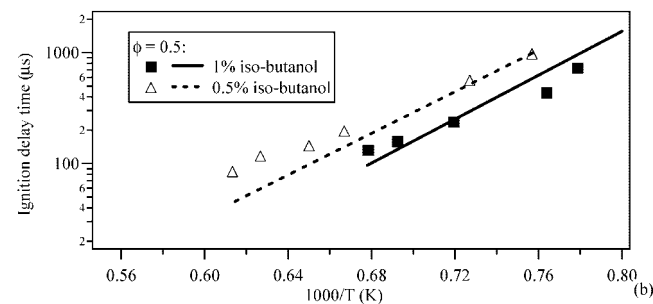 ϕ = 0.5:
1% iso-butanol
0.5% iso-butanol
Ignition delay time (µs)
2
1000
6
4
2
100
6
4
2
0.56 0.60 0.64 0.68 0.72 0.76 0.80
1000/T (K)
(b)